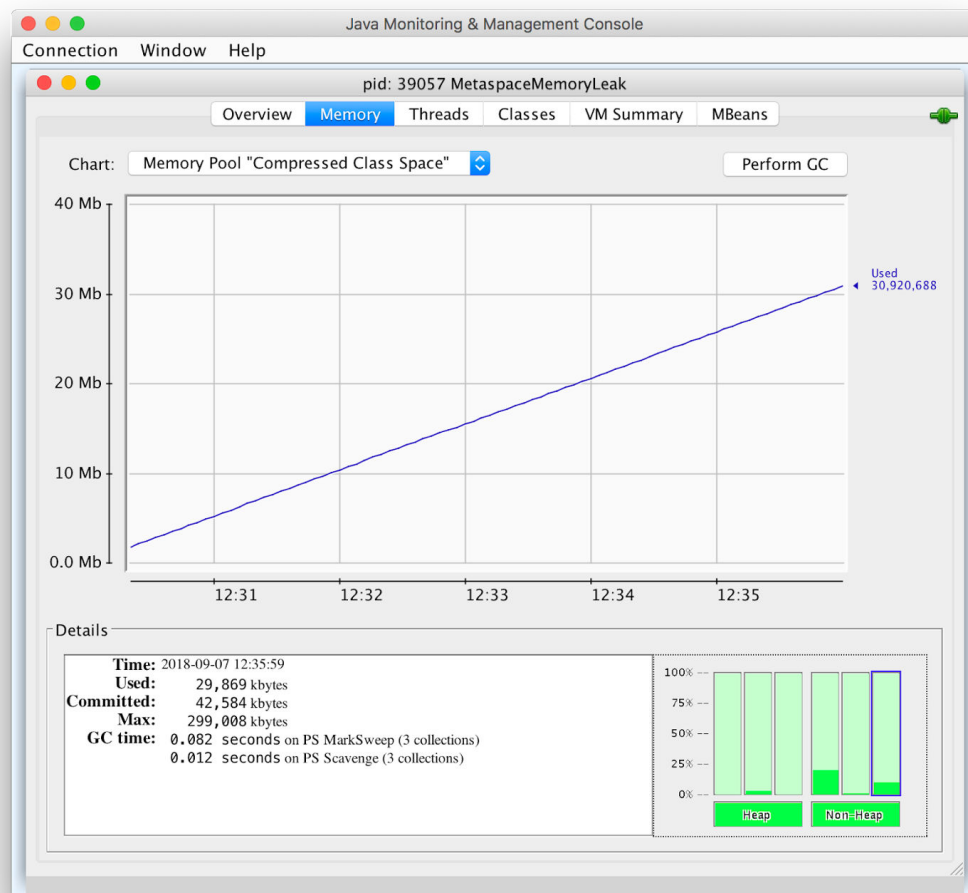 Java Monitoring & Management Console
Connection Window Help
pid: 39057 MetaspaceMemoryLeak
Overview Memory Threads Classes VM Summary MBeans
Chart: Memory Pool "Compressed Class Space" Perform GC
40 Mb
Used
30,920,688
30 Mb
20 Mb
10 Mb
0.0 Mb
12:31 12:32 12:33 12:34 12:35
Details
Time: 2018-09-07 12:35:59
Used: 29,869 kbytes
Committed: 42,584 kbytes
Max: 299,008 kbytes
GC time: 0.082 seconds on PS MarkSweep (3 collections)
0.012 seconds on PS Scavenge (3 collections)
100% --
75% --
50% --
25% --
0% --
Heap Non-Heap